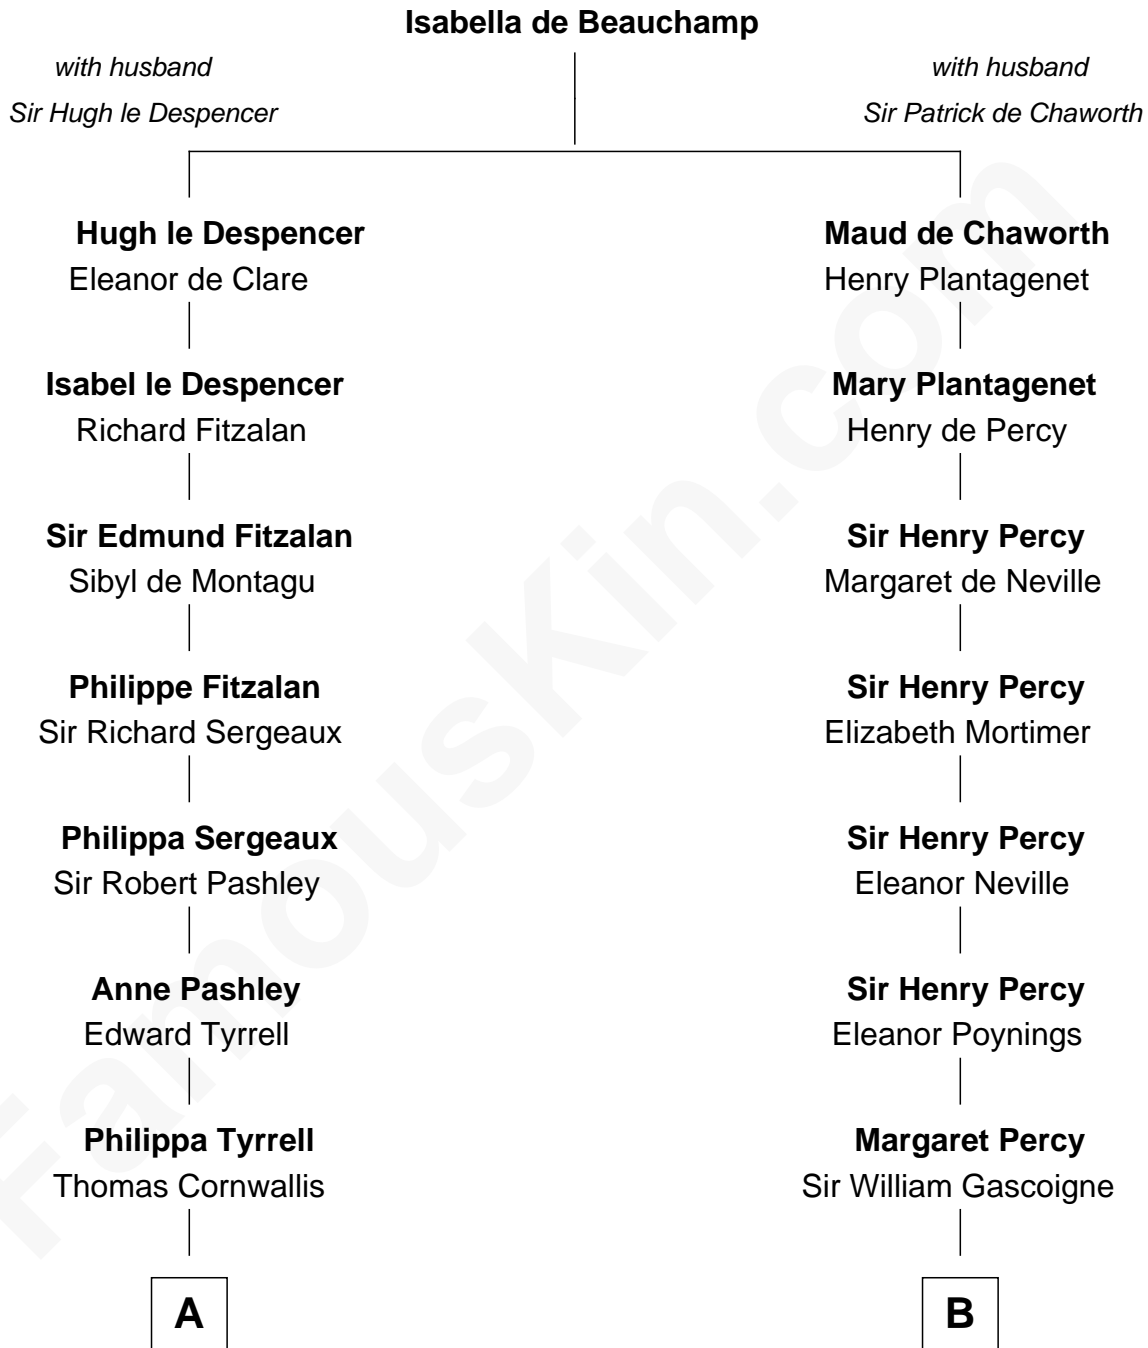 Isabella de Beauchamp
with husband
Sir Hugh le Despencer
with husband
Sir Patrick de Chaworth
Hugh le Despencer
Eleanor de Clare
Maud de Chaworth
Henry Plantagenet
Isabel le Despencer
Richard Fitzalan
Mary Plantagenet
Henry de Percy
Sir Edmund Fitzalan
Sibyl de Montagu
Sir Henry Percy
Margaret de Neville
Philippe Fitzalan
Sir Richard Sergeaux
Sir Henry Percy
Elizabeth Mortimer
Philippa Sergeaux
Sir Robert Pashley
Sir Henry Percy
Eleanor Neville
Anne Pashley
Edward Tyrrell
Sir Henry Percy
Eleanor Poynings
Philippa Tyrrell
Thomas Cornwallis
Margaret Percy
Sir William Gascoigne
A
B
FamousKin.com